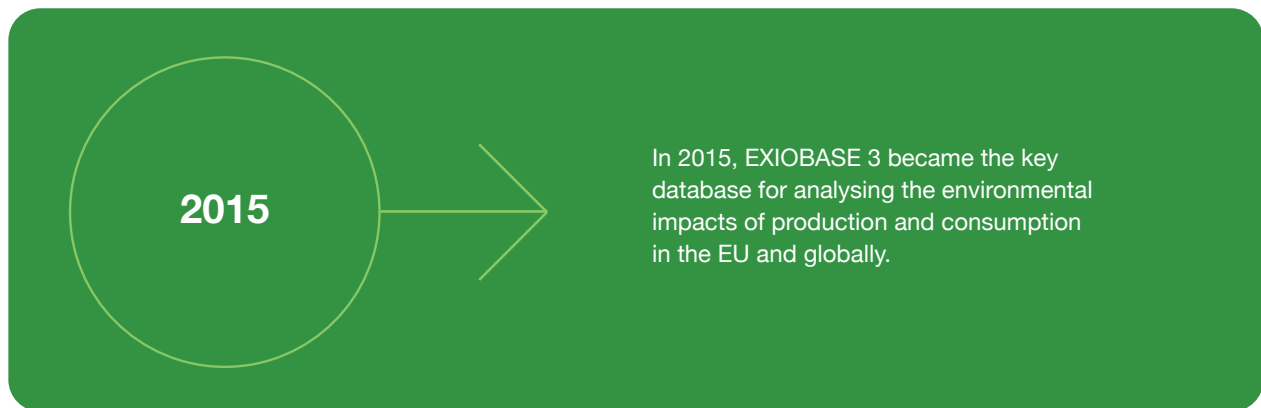 2015
In 2015, EXIOBASE 3 became the key
database for analysing the environmental
impacts of production and consumption
in the EU and globally.